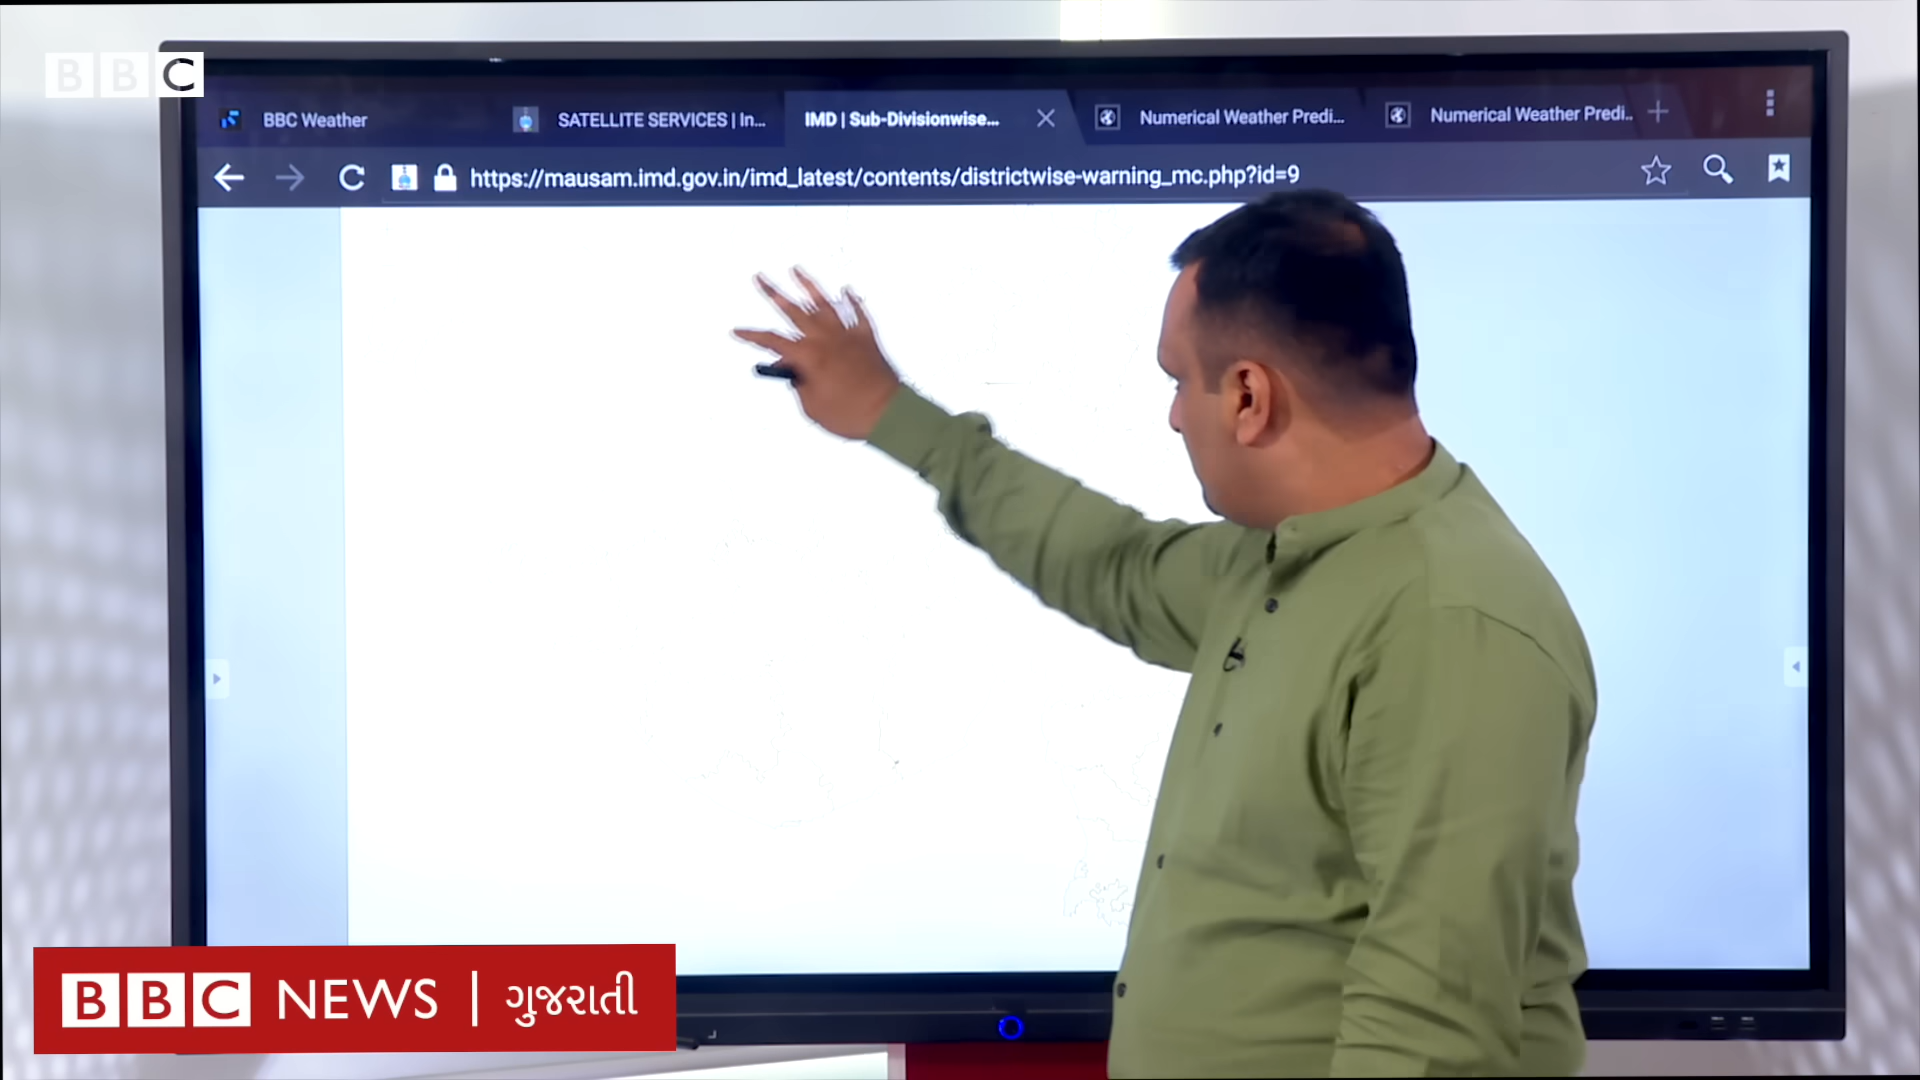 BBC
BBC Weather
SATELLITE SERVICES | In...
IMD | Sub-Divisionwise...
Numerical Weather Predi...
Numerical Weather Predi..
https://mausam.imd.gov.in/imd_latest/contents/districtwise-warning_mc.php?id=9
BBC NEWS | ગુજરાતી